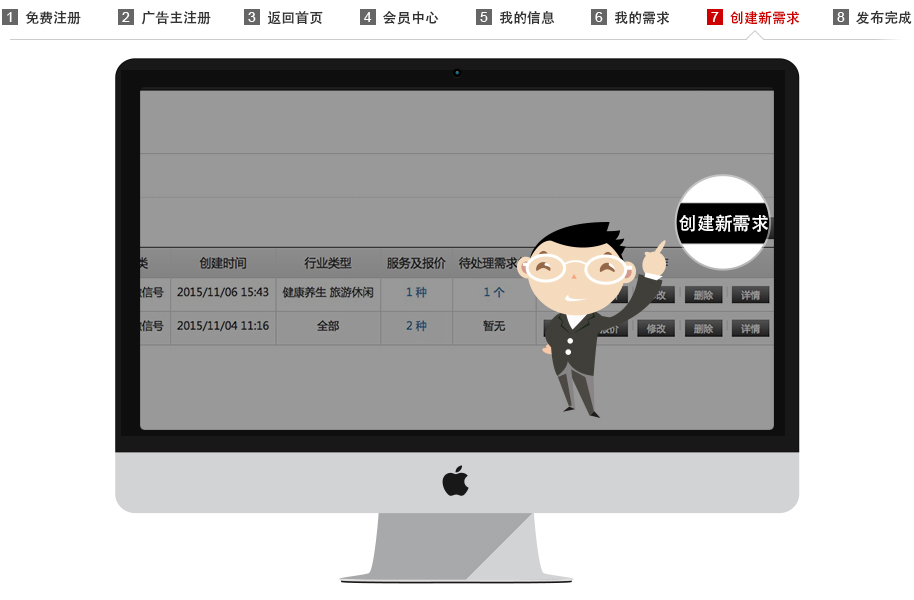 1 免费注册 2 广告主注册 3 返回首页 4 会员中心 5 我的信息 6 我的需求 7 创建新需求 8 发布完成
创建新需求
类 创建时间 行业类型 服务及报价 待处理需求
信号 2015/11/06 15:43 健康养生 旅游休闲 1 种 1 个 改 删除 详情
信号 2015/11/04 11:16 全部 2 种 暂无 报价 修改 删除 详情